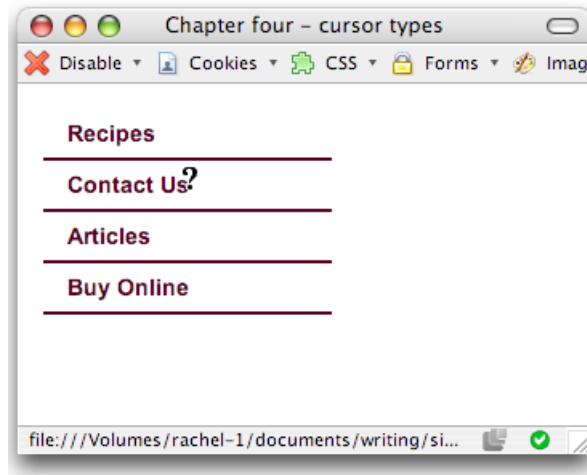 Chapter four – cursor types
Disable Cookies CSS Forms Imag
Recipes
Contact Us?
Articles
Buy Online
file:///Volumes/rachel-1/documents/writing/si...